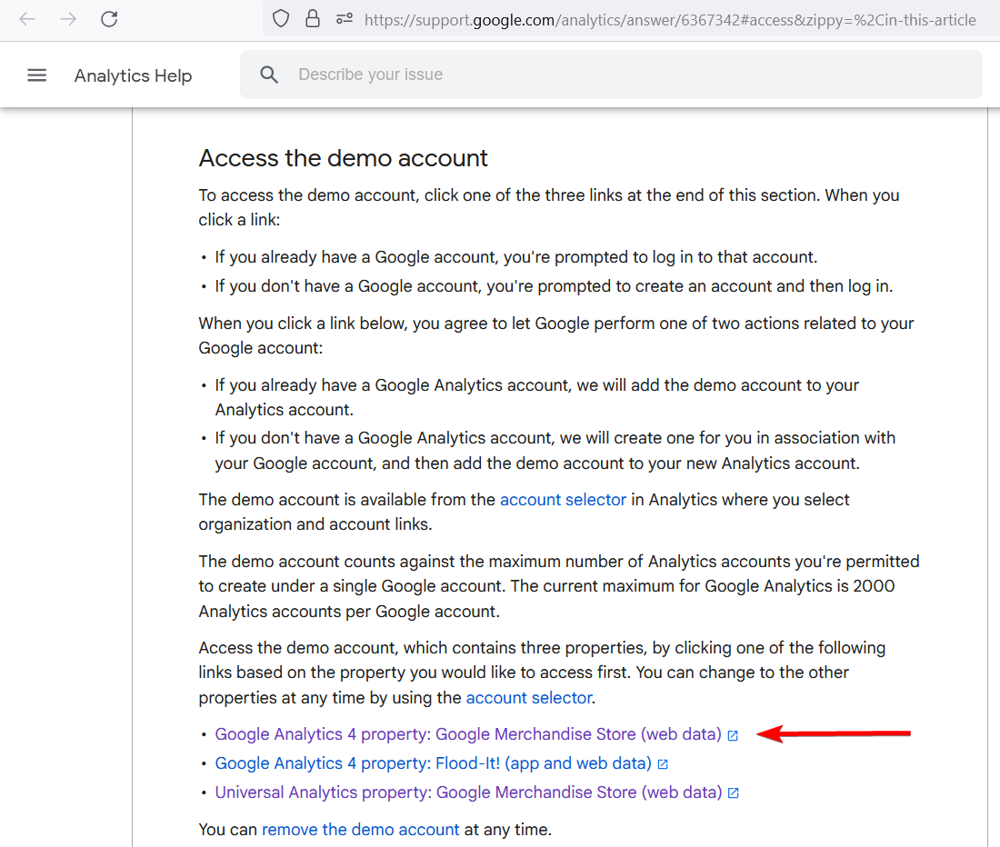 https://support.google.com/analytics/answer/6367342#access&zippy=%2Cin-this-article
Analytics Help
Describe your issue
Access the demo account
To access the demo account, click one of the three links at the end of this section. When you
click a link:
• If you already have a Google account, you're prompted to log in to that account.
• If you don't have a Google account, you're prompted to create an account and then log in.
When you click a link below, you agree to let Google perform one of two actions related to your
Google account:
• If you already have a Google Analytics account, we will add the demo account to your
Analytics account.
• If you don't have a Google Analytics account, we will create one for you in association with
your Google account, and then add the demo account to your new Analytics account.
The demo account is available from the account selector in Analytics where you select
organization and account links.
The demo account counts against the maximum number of Analytics accounts you're permitted
to create under a single Google account. The current maximum for Google Analytics is 2000
Analytics accounts per Google account.
Access the demo account, which contains three properties, by clicking one of the following
links based on the property you would like to access first. You can change to the other
properties at any time by using the account selector.
• Google Analytics 4 property: Google Merchandise Store (web data)
• Google Analytics 4 property: Flood-It! (app and web data)
• Universal Analytics property: Google Merchandise Store (web data)
You can remove the demo account at any time.